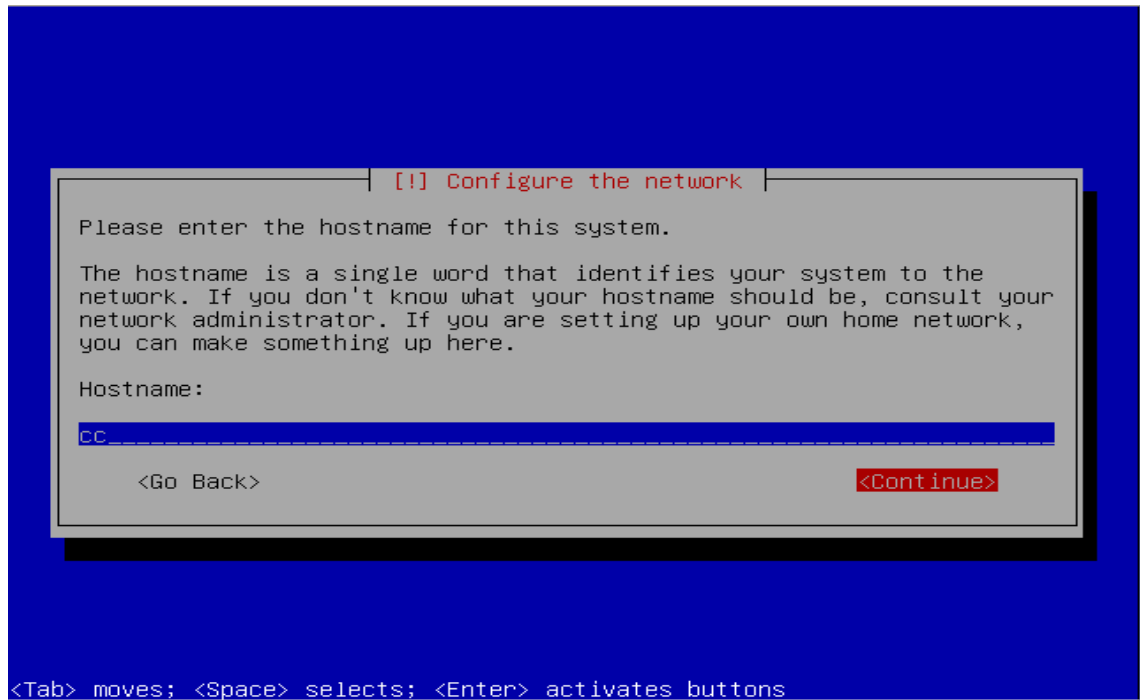 [!] Configure the network
Please enter the hostname for this system.
The hostname is a single word that identifies your system to the
network. If you don't know what your hostname should be, consult your
network administrator. If you are setting up your own home network,
you can make something up here.
Hostname:
cc
<Go Back> <Continue>
<Tab> moves; <Space> selects; <Enter> activates buttons